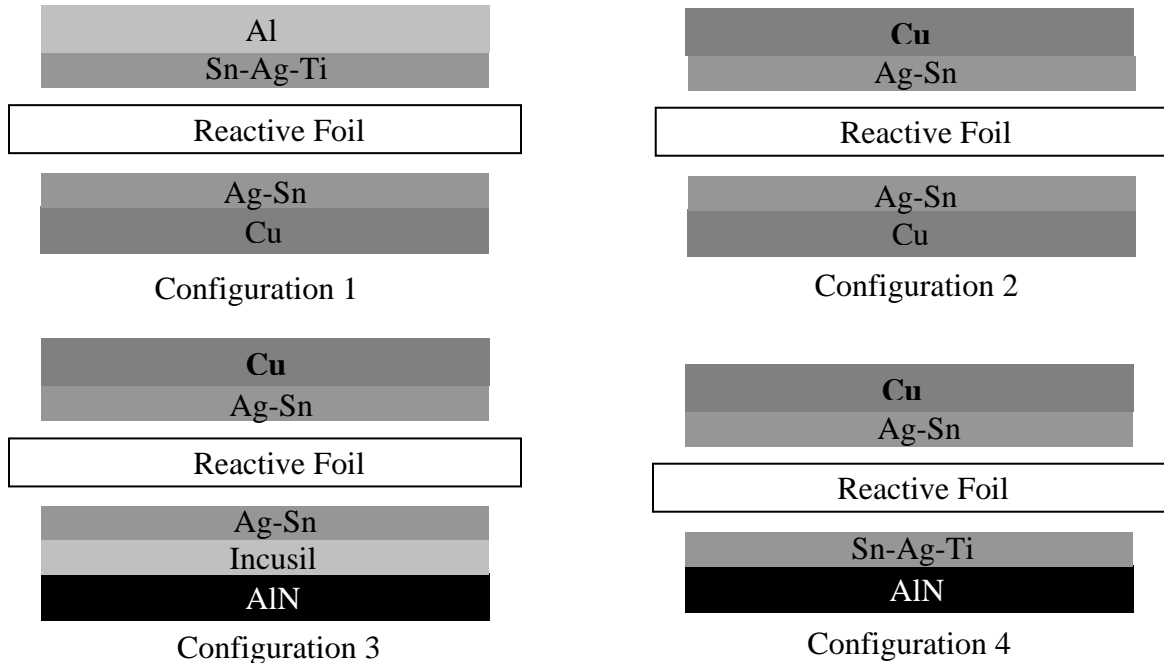 Al
Sn-Ag-Ti
Reactive Foil
Ag-Sn
Cu
Configuration 1
Cu
Ag-Sn
Reactive Foil
Ag-Sn
Cu
Configuration 2
Cu
Ag-Sn
Reactive Foil
Ag-Sn
Incusil
AlN
Configuration 3
Cu
Ag-Sn
Reactive Foil
Sn-Ag-Ti
AlN
Configuration 4